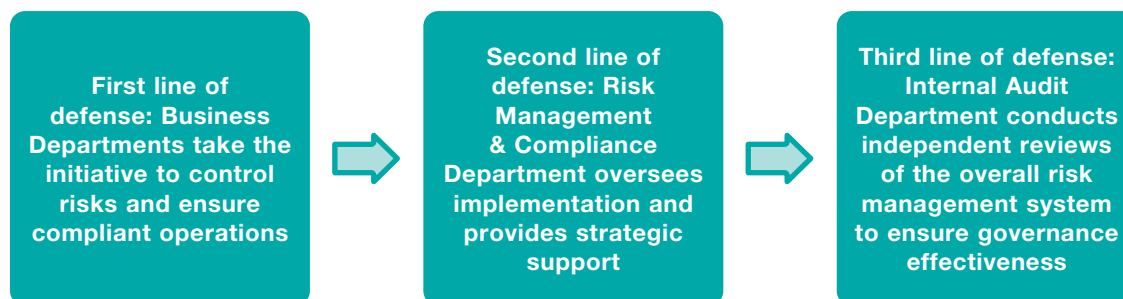 First line of
defense: Business
Departments take the
initiative to control
risks and ensure
compliant operations
Second line of
defense: Risk
Management
& Compliance
Department oversees
implementation and
provides strategic
support
Third line of defense:
Internal Audit
Department conducts
independent reviews
of the overall risk
management system
to ensure governance
effectiveness